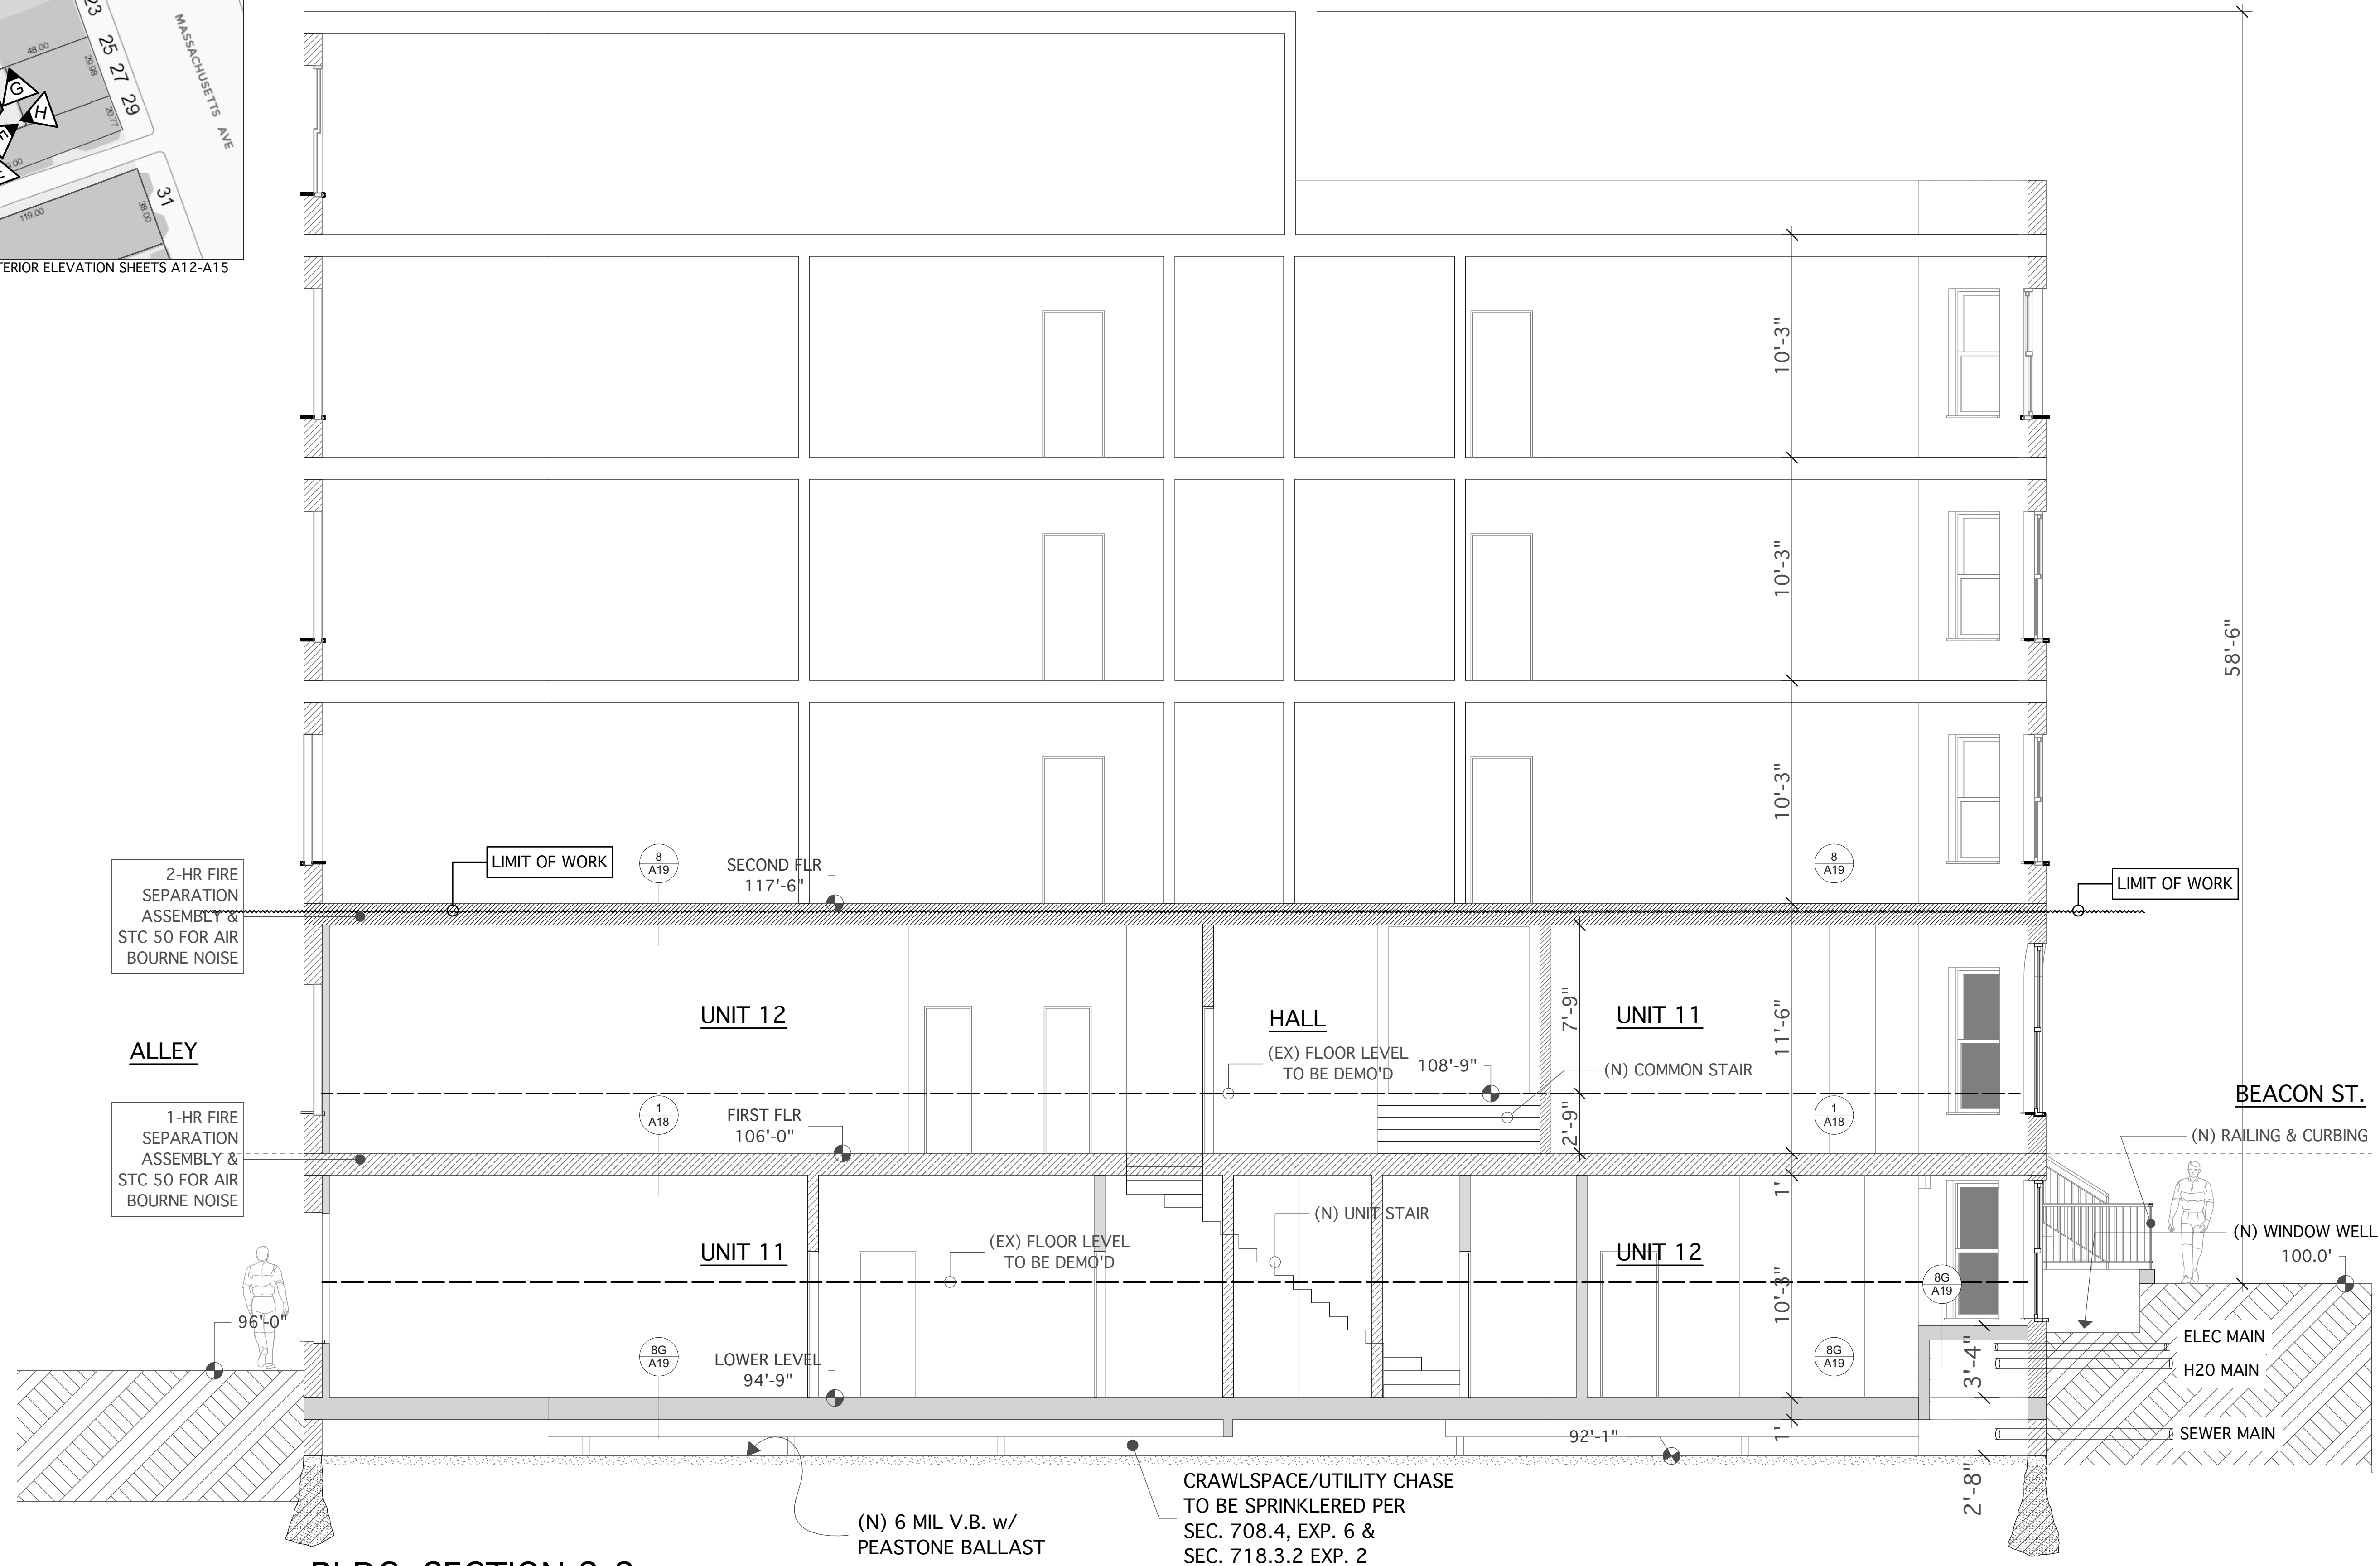 23
25
27
29
31
MASSACHUSETTS AVE
48.00
29.98
20.77
119.00
38.00
G
H
TERIOR ELEVATION SHEETS A12-A15
10'-3"
10'-3"
10'-3"
58'-6"
2-HR FIRE
SEPARATION
ASSEMBLY &
STC 50 FOR AIR
BOURNE NOISE
LIMIT OF WORK
8
A19
SECOND FLR
117'-6"
8
A19
LIMIT OF WORK
UNIT 12
HALL
7'-9"
UNIT 11
11'-6"
ALLEY
(EX) FLOOR LEVEL
TO BE DEMO'D
108'-9"
(N) COMMON STAIR
BEACON ST.
1-HR FIRE
SEPARATION
ASSEMBLY &
STC 50 FOR AIR
BOURNE NOISE
1
A18
FIRST FLR
106'-0"
2'-9"
1
A18
(N) RAILING & CURBING
1'
(N) UNIT STAIR
UNIT 11
(EX) FLOOR LEVEL
TO BE DEMO'D
UNIT 12
10'-3"
(N) WINDOW WELL
100.0'
8G
A19
96'-0"
ELEC MAIN
H20 MAIN
SEWER MAIN
8G
A19
LOWER LEVEL
94'-9"
8G
A19
3'-4"
1'
92'-1"
2'-8"
(N) 6 MIL V.B. w/
PEASTONE BALLAST
CRAWLSPACE/UTILITY CHASE
TO BE SPRINKLERED PER
SEC. 708.4, EXP. 6 &
SEC. 718.3.2 EXP. 2